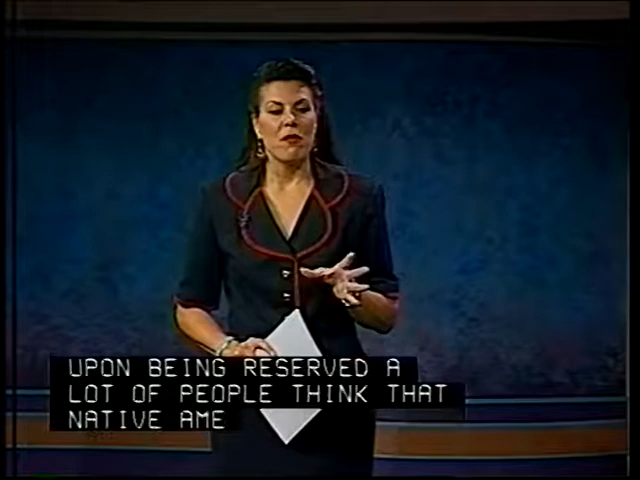 UPON BEING RESERVED A
LOT OF PEOPLE THINK THAT
NATIVE AME